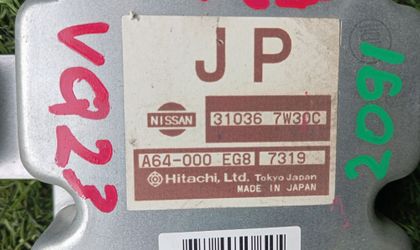 JP
NISSAN 31036 7W30C
A64-000 EG8 7319
Hitachi, Ltd. Tokyo Japan
MADE IN JAPAN
VQ23
2091